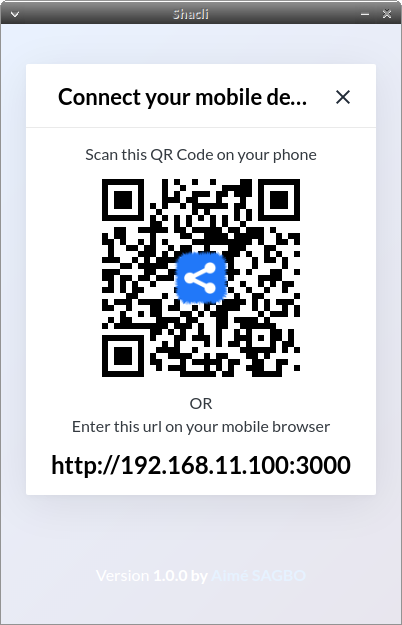 Shacli
Connect your mobile de...
Scan this QR Code on your phone
OR
Enter this url on your mobile browser
http://192.168.11.100:3000
Version 1.0.0 by Aimé SAGBO